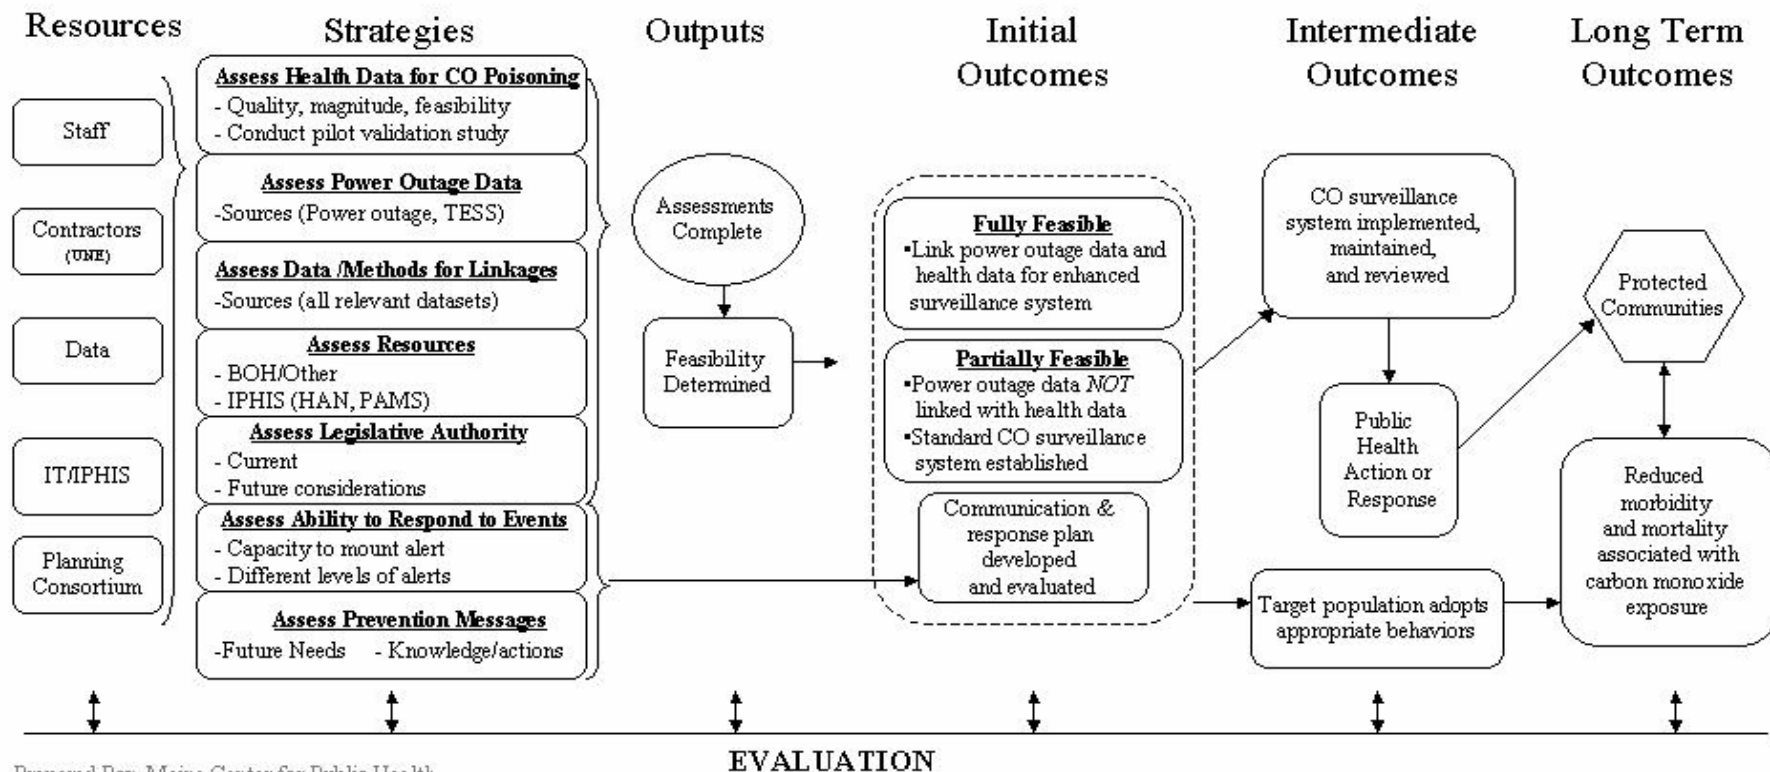 Resources
Strategies
Outputs
Initial
Outcomes
Intermediate
Outcomes
Long Term
Outcomes
Staff
Contractors
(UNE)
Data
IT/IPHIS
Planning
Consortium
Assess Health Data for CO Poisoning
- Quality, magnitude, feasibility
- Conduct pilot validation study
Assess Power Outage Data
-Sources (Power outage, TESS)
Assess Data /Methods for Linkages
-Sources (all relevant datasets)
Assess Resources
- BOH/Other
- IPHIS (HAN, PAMS)
Assess Legislative Authority
- Current
- Future considerations
Assess Ability to Respond to Events
- Capacity to mount alert
- Different levels of alerts
Assess Prevention Messages
-Future Needs - Knowledge/actions
Assessments
Complete
Feasibility
Determined
Fully Feasible
▪Link power outage data and
health data for enhanced
surveillance system
Partially Feasible
▪Power outage data NOT
linked with health data
▪Standard CO surveillance
system established
Communication &
response plan
developed
and evaluated
CO surveillance
system implemented,
maintained,
and reviewed
Public
Health
Action or
Response
Target population adopts
appropriate behaviors
Protected
Communities
Reduced
morbidity
and mortality
associated with
carbon monoxide
exposure
EVALUATION
Prepared By: Maine Center for Public Health